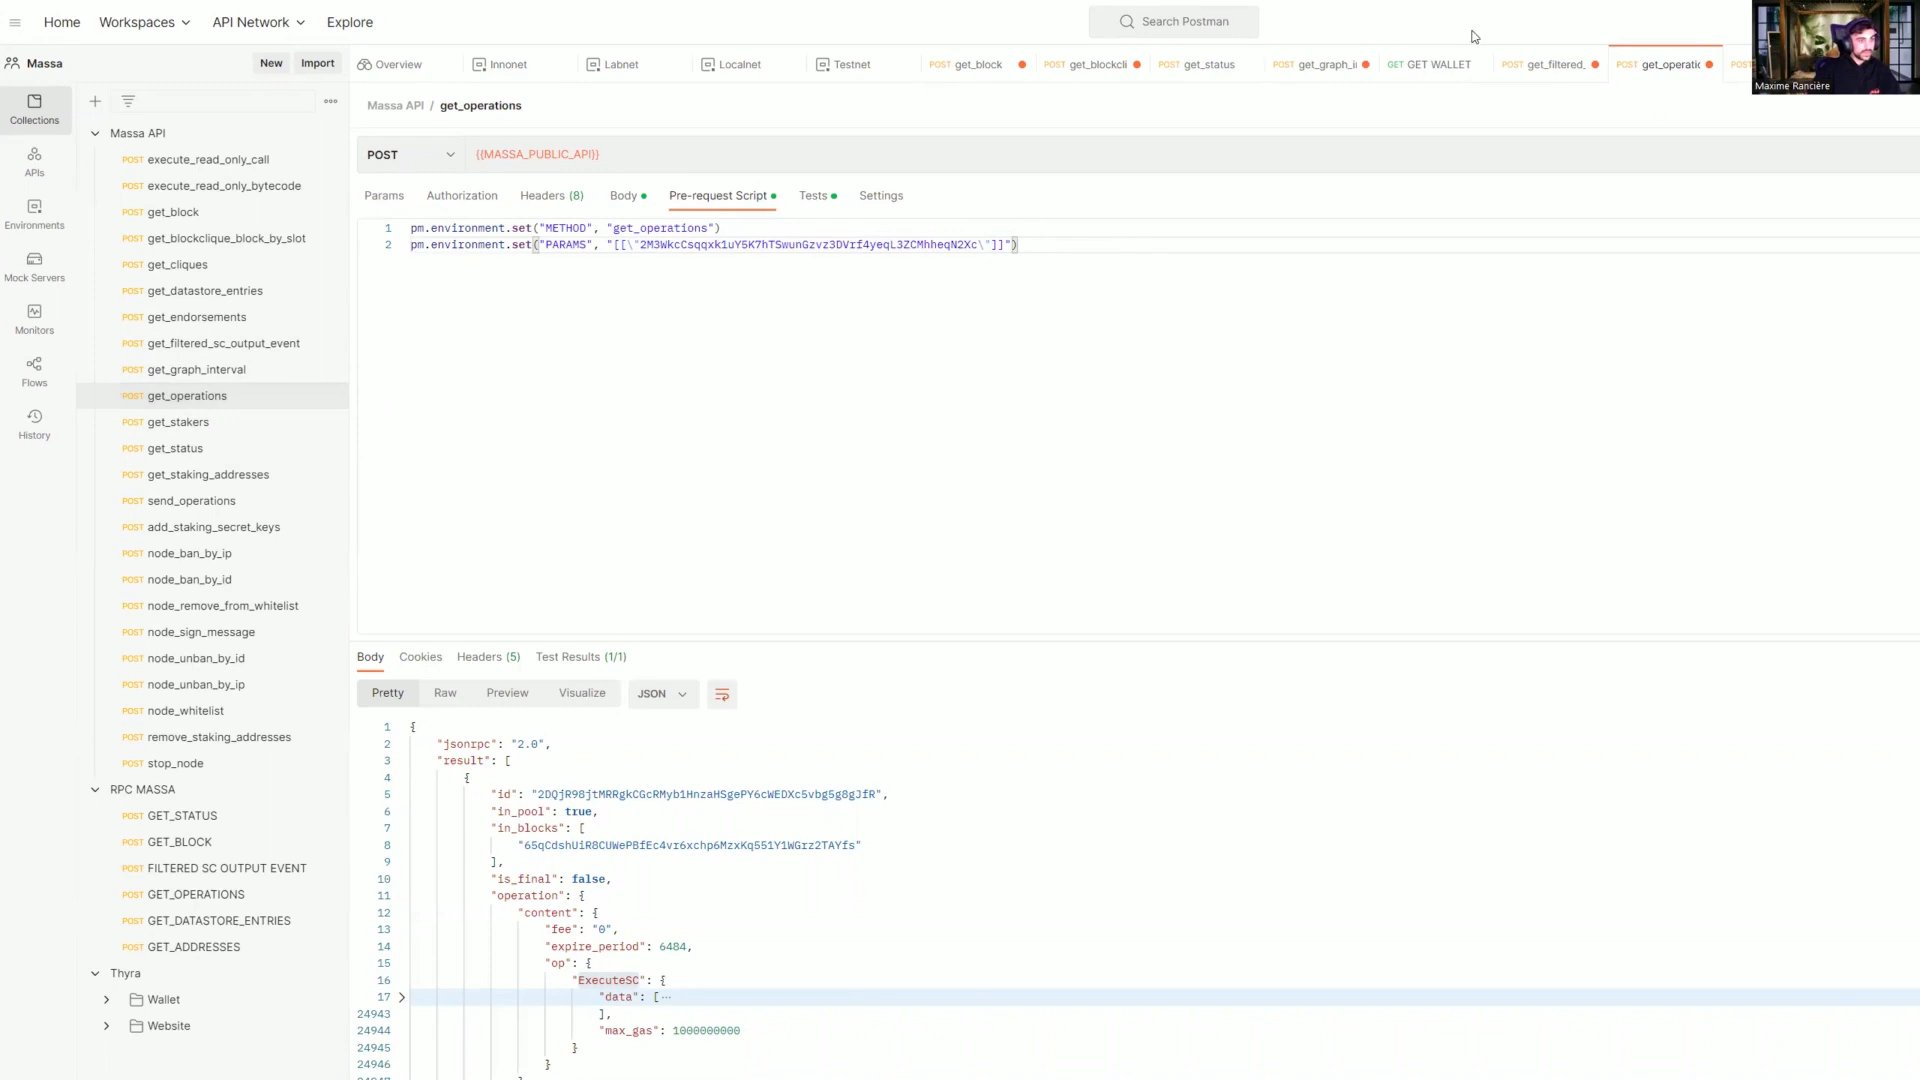 Home Workspaces API Network Explore Search Postman
Massa New Import Overview Innonet Labnet Localnet Testnet POST get_block POST get_blockcli POST get_status POST get_graph_i GET GET WALLET POST get_filtered_ POST get_operatic POST
Maxime Rancière
Massa API / get_operations
Collections
APIs
Environments
Mock Servers
Monitors
Flows
History
Massa API
POST execute_read_only_call
POST execute_read_only_bytecode
POST get_block
POST get_blockclique_block_by_slot
POST get_cliques
POST get_datastore_entries
POST get_endorsements
POST get_filtered_sc_output_event
POST get_graph_interval
POST get_operations
POST get_stakers
POST get_status
POST get_staking_addresses
POST send_operations
POST add_staking_secret_keys
POST node_ban_by_ip
POST node_ban_by_id
POST node_remove_from_whitelist
POST node_sign_message
POST node_unban_by_id
POST node_unban_by_ip
POST node_whitelist
POST remove_staking_addresses
POST stop_node
RPC MASSA
POST GET_STATUS
POST GET_BLOCK
POST FILTERED SC OUTPUT EVENT
POST GET_OPERATIONS
POST GET_DATASTORE_ENTRIES
POST GET_ADDRESSES
Thyra
Wallet
Website
POST {{MASSA_PUBLIC_API}}
Params Authorization Headers (8) Body Pre-request Script Tests Settings
1 pm.environment.set("METHOD", "get_operations")
2 pm.environment.set("PARAMS", "[[\"2M3WkcCsqqxk1uY5K7hTSwunGzvz3DVrf4yeqL3ZCMhheqN2Xc\"]]")
Body Cookies Headers (5) Test Results (1/1)
Pretty Raw Preview Visualize JSON
1 {
2 "jsonrpc": "2.0",
3 "result": [
4 {
5 "id": "2DQjR98jtMRRgkCGcRMyb1HnzaHSgePY6cWEDXc5vbg5g8gJfR",
6 "in_pool": true,
7 "in_blocks": [
8 "65qCdshUiR8CUWePBfEc4vr6xchp6MzxKq551Y1WGrz2TAYfs"
9 ],
10 "is_final": false,
11 "operation": {
12 "content": {
13 "fee": "0",
14 "expire_period": 6484,
15 "op": {
16 "ExecuteSC": {
17 "data": [···
24943 ],
24944 "max_gas": 1000000000
24945 }
24946 }